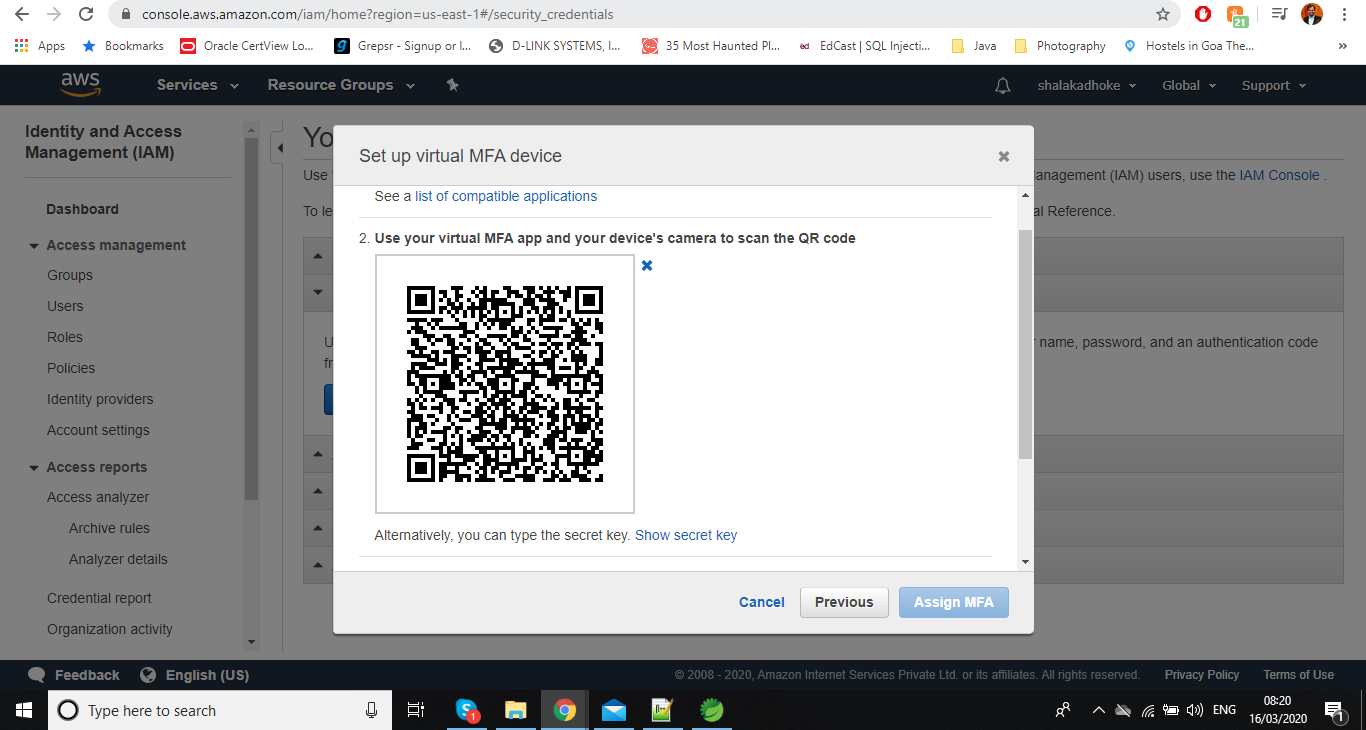 console.aws.amazon.com/iam/home?region=us-east-1#/security_credentials
21
Apps
Bookmarks
Oracle CertView Lo...
Grepsr - Signup or I...
D-LINK SYSTEMS, I...
35 Most Haunted Pl...
EdCast | SQL Injecti...
Java
Photography
Hostels in Goa The...
»
aws
Services
Resource Groups
shalakadhoke
Global
Support
Identity and Access
Management (IAM)
Dashboard
Access management
Groups
Users
Roles
Policies
Identity providers
Account settings
Access reports
Access analyzer
Archive rules
Analyzer details
Credential report
Organization activity
Yo
Use
anagement (IAM) users, use the IAM Console .
To le
al Reference.
name, password, and an authentication code
Set up virtual MFA device
See a list of compatible applications
2. Use your virtual MFA app and your device's camera to scan the QR code
Alternatively, you can type the secret key. Show secret key
Cancel
Previous
Assign MFA
Feedback
English (US)
© 2008 - 2020, Amazon Internet Services Private Ltd. or its affiliates. All rights reserved.
Privacy Policy
Terms of Use
Type here to search
1
ENG
08:20
16/03/2020
1